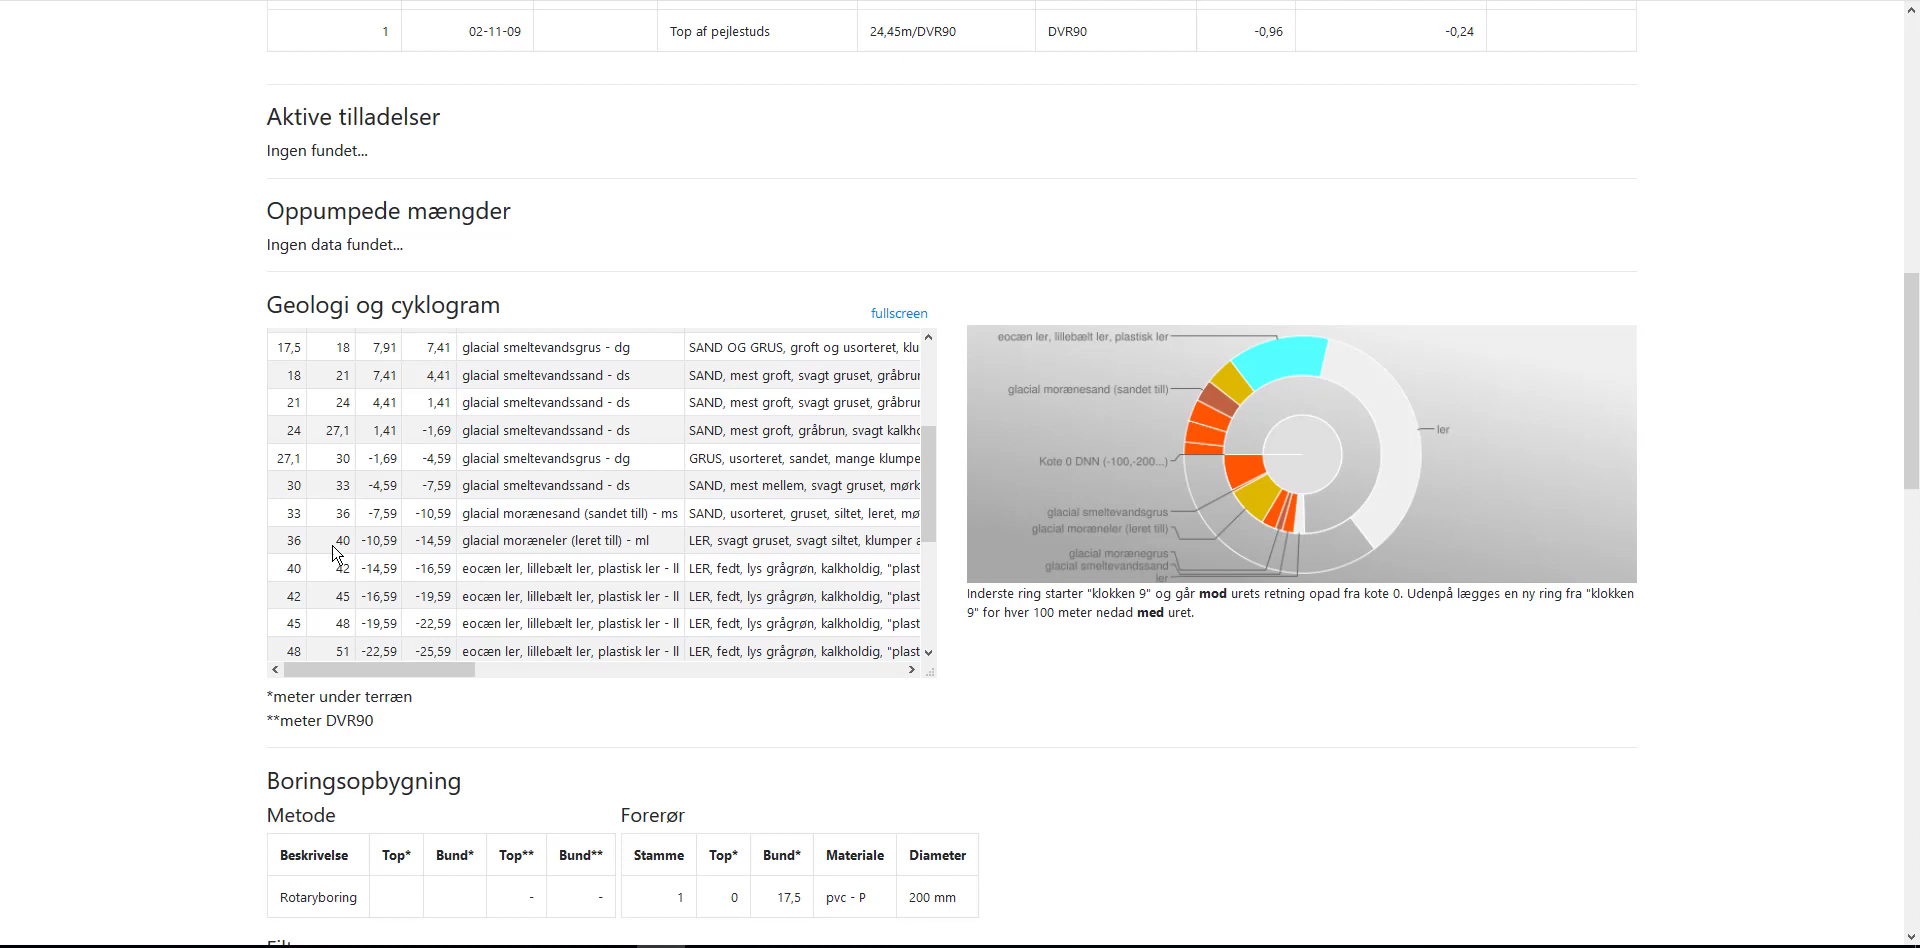 1 02-11-09 Top af pejlestuds 24,45m/DVR90 DVR90 -0,96 -0,24
Aktive tilladelser
Ingen fundet...
Oppumpede mængder
Ingen data fundet...
Geologi og cyklogram
fullscreen
17,5 18 7,91 7,41 glacial smeltevandsgrus - dg SAND OG GRUS, groft og usorteret, klu
18 21 7,41 4,41 glacial smeltevandssand - ds SAND, mest groft, svagt gruset, gråbrun
21 24 4,41 1,41 glacial smeltevandssand - ds SAND, mest groft, svagt gruset, gråbrun
24 27,1 1,41 -1,69 glacial smeltevandssand - ds SAND, mest groft, gråbrun, svagt kalkho
27,1 30 -1,69 -4,59 glacial smeltevandsgrus - dg GRUS, usorteret, sandet, mange klumpe
30 33 -4,59 -7,59 glacial smeltevandssand - ds SAND, mest mellem, svagt gruset, mørk
33 36 -7,59 -10,59 glacial morænesand (sandet till) - ms SAND, usorteret, gruset, siltet, leret, mø
36 40 -10,59 -14,59 glacial moræneler (leret till) - ml LER, svagt gruset, svagt siltet, klumper a
40 42 -14,59 -16,59 eocæn ler, lillebælt ler, plastisk ler - ll LER, fedt, lys grågrøn, kalkholdig, "plast
42 45 -16,59 -19,59 eocæn ler, lillebælt ler, plastisk ler - ll LER, fedt, lys grågrøn, kalkholdig, "plast
45 48 -19,59 -22,59 eocæn ler, lillebælt ler, plastisk ler - ll LER, fedt, lys grågrøn, kalkholdig, "plast
48 51 -22,59 -25,59 eocæn ler, lillebælt ler, plastisk ler - ll LER, fedt, lys grågrøn, kalkholdig, "plast
*meter under terræn
**meter DVR90
eocæn ler, lillebælt ler, plastisk ler
glacial morænesand (sandet till)
ler
Kote 0 DNN (-100,-200...)
glacial smeltevandsgrus
glacial moræneler (leret till)
glacial morænegrus
glacial smeltevandssand
ler
Inderste ring starter "klokken 9" og går mod urets retning opad fra kote 0. Udenpå lægges en ny ring fra "klokken
9" for hver 100 meter nedad med uret.
Boringsopbygning
Metode
Beskrivelse Top* Bund* Top** Bund**
Rotaryboring - -
Forerør
Stamme Top* Bund* Materiale Diameter
1 0 17,5 pvc - P 200 mm